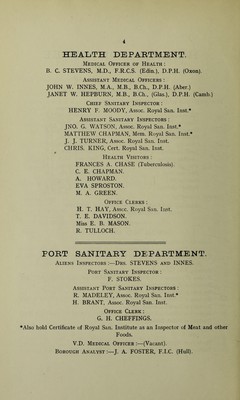 4
HEALTH DEPARTMENT.
Medical Officer of Health :
B. C. STEVENS, M.D., F.R.C.S. (Edin.), D.P.H. (Oxon).
Assistant Medical Officers :
JOHN W. INNES, M.A., M.B., B.Ch., D.P.H. (Aber.)
JANET W. HEPBURN, M.B., B.Ch., (Glas.), D.P.H. (Camb.)
Chief Sanitary Inspector :
HENRY F. MOODY, Assoc. Royal San. Inst.*
Assistant Sanitary Inspectors :
JNO. G. WATSON, Assoc. Royal San. Inst.*
MATTHEW CHAPMAN, Mem. Royal San. Inst.*
J. J. TURNER, Assoc. Royal San. Inst.
CHRIS. KING, Cert. Royal San. Inst.
Health Visitors :
FRANCES A. CHASE (Tuberculosis).
C. E. CHAPMAN.
A. HOWARD.
EVA SPROSTON.
M. A. GREEN.
Office Clerks :
H. T. HAY, Assoc. Royal San. Inst.
T. E. DAVIDSON.
Miss E. B. MASON.
R. TULLOCH.
PORT SANITARY DEPARTMENT.
Aliens Inspectors :—Drs. STEVENS and INNES.
Port Sanitary Inspector :
F. STOKES.
Assistant Port Sanitary Inspectors :
R. MADELEY, Assoc. Royal San. Inst.*
H. BRANT, Assoc. Royal San. Inst.
Office Clerk :
G. H. CHEFFINGS.
*Also hold Certificate of Royal San. Institute as an Inspector of Meat and other
Foods.
V.D. Medical Officer :—(Vacant).
Borough Analyst :—J. A. FOSTER, F.I.C. (Hull).